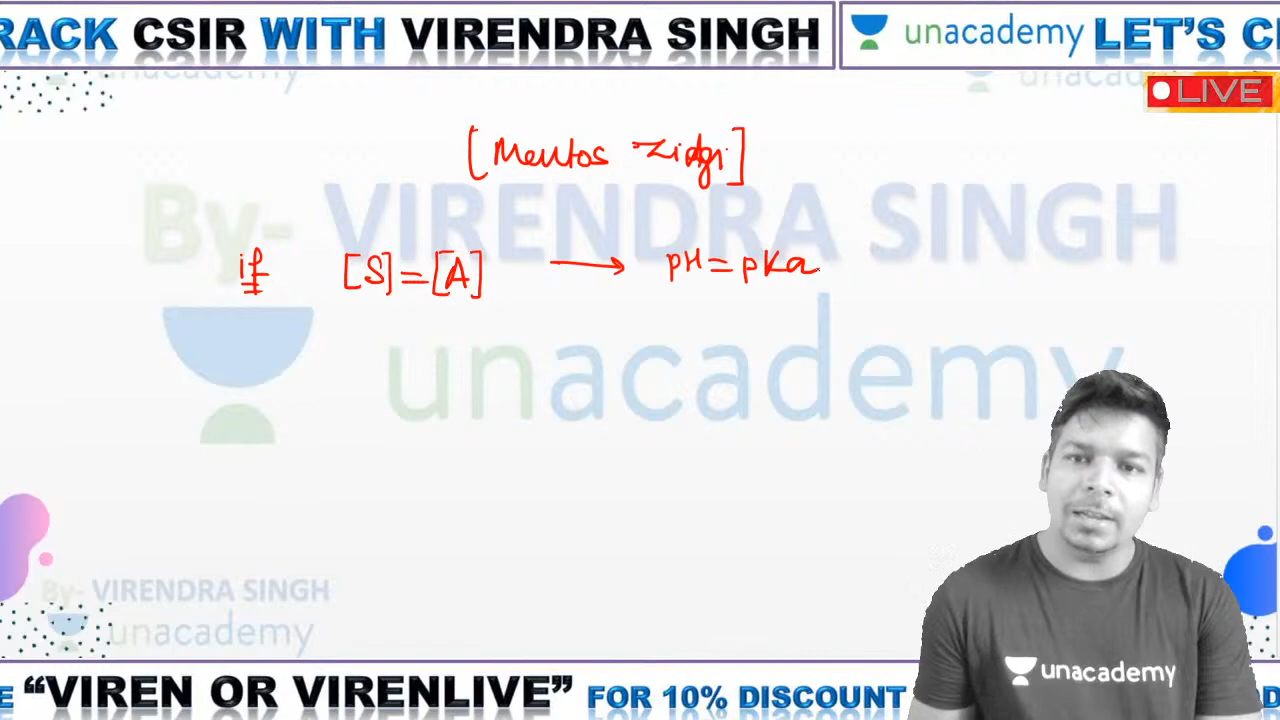 RACK CSIR WITH VIRENDRA SINGH
unacademy LET'S C
unacademy
LIVE
[Mentos Zindgi]
By- VIRENDRA SINGH
if [S]=[A] → pH=pKa
unacademy
By- VIRENDRA SINGH
unacademy
unacademy
E “VIREN OR VIRENLIVE” FOR 10% DISCOUNT